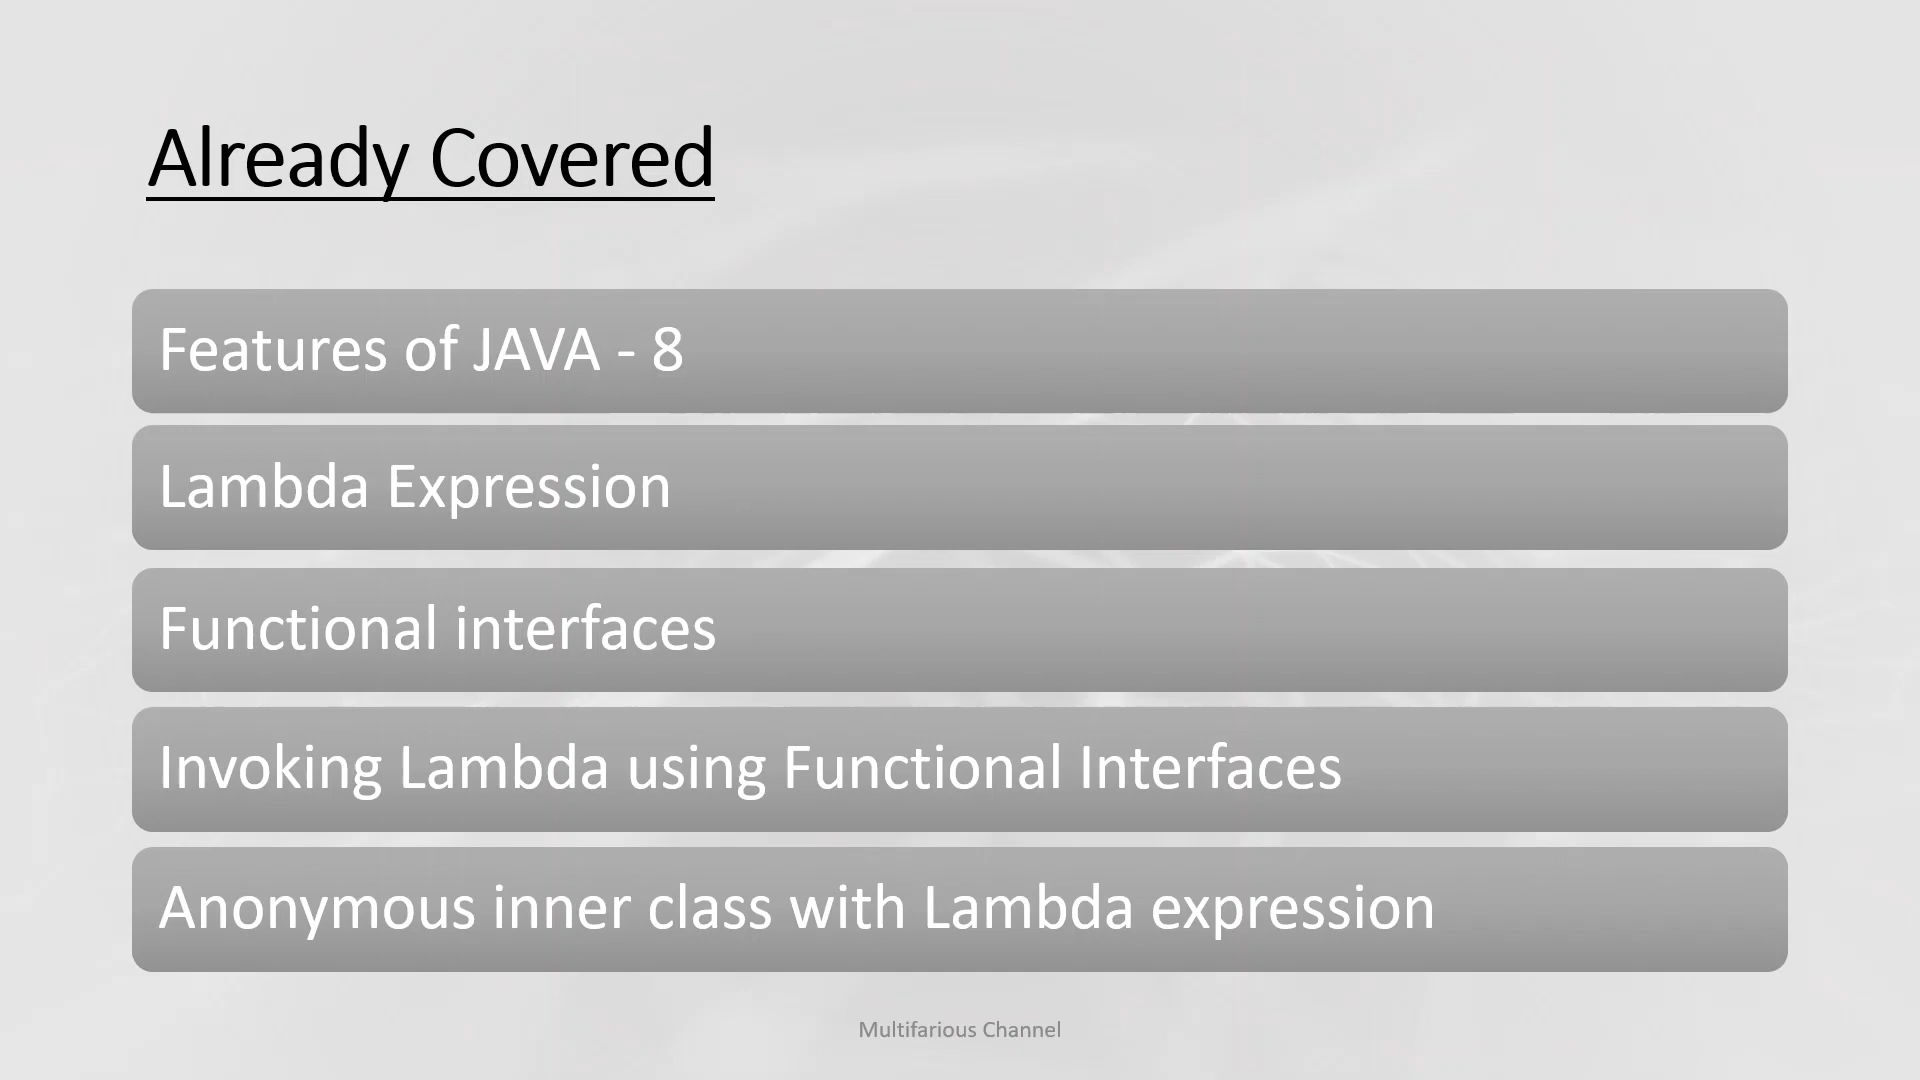 Already Covered
Features of JAVA - 8
Lambda Expression
Functional interfaces
Invoking Lambda using Functional Interfaces
Anonymous inner class with Lambda expression
Multifarious Channel